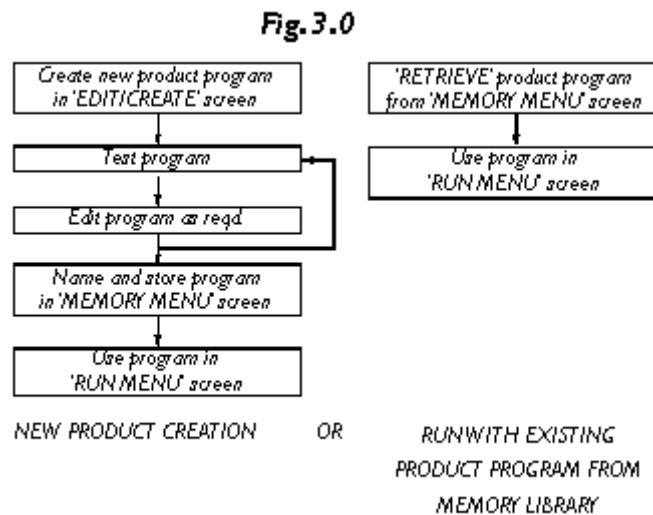 Fig.3.0
Create new product program
in 'EDIT/CREATE' screen
Test program
Edit program as reqd
Name and store program
in 'MEMORY MENU' screen
Use program in
'RUN MENU' screen
NEW PRODUCT CREATION
OR
'RETRIEVE' product program
from 'MEMORY MENU' screen
Use program in
'RUN MENU' screen
RUNWITH EXISTING
PRODUCT PROGRAM FROM
MEMORY LIBRARY